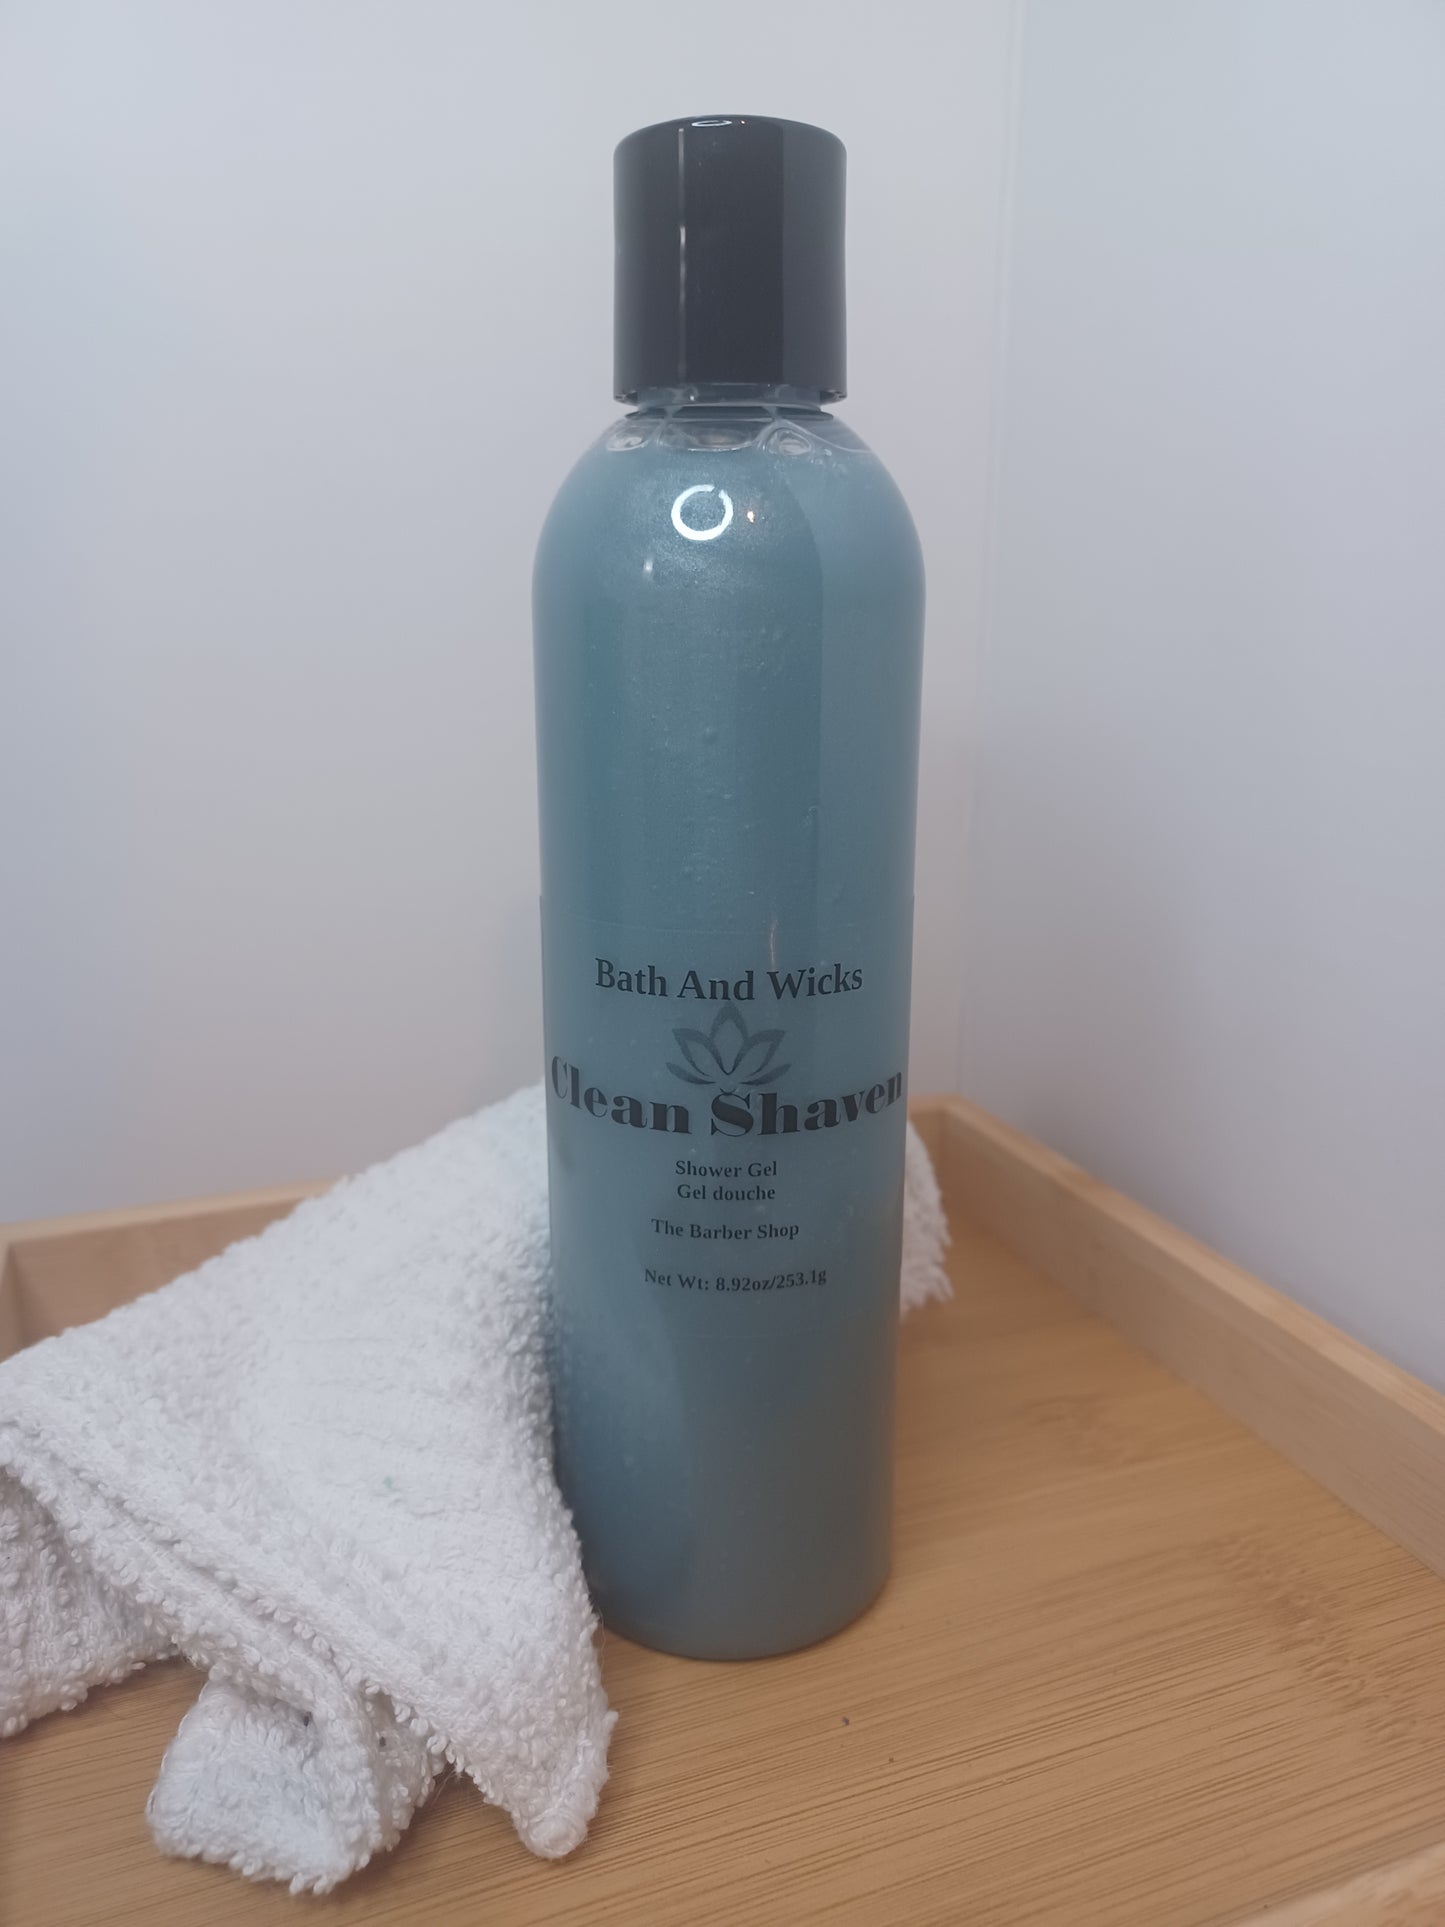 Bath And Wicks
Clean Shaven
Shower Gel
Gel douche
The Barber Shop
Net Wt: 8.92oz/253.1g